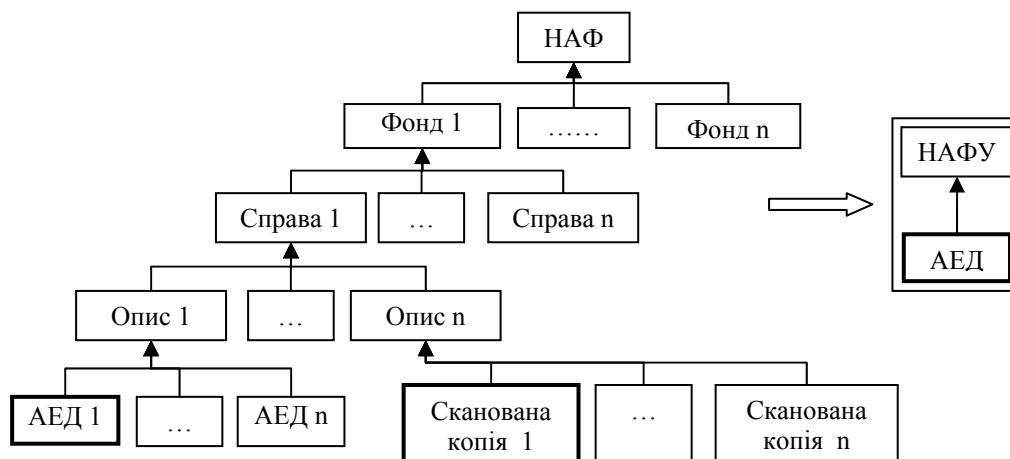 НАФ
Фонд 1
……
Фонд n
НАФУ
Справа 1
…
Справа n
АЕД
Опис 1
…
Опис n
АЕД 1
…
АЕД n
Сканована
копія 1
…
Сканована
копія n